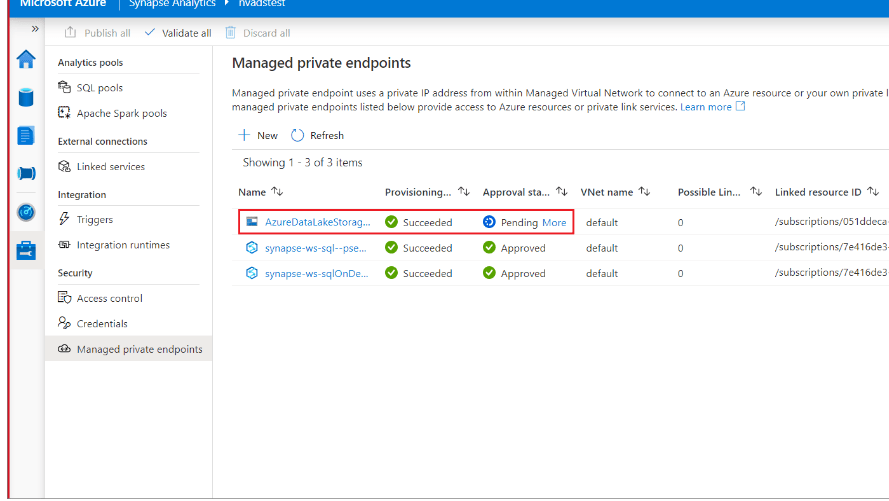 Microsoft Azure Synapse Analytics nvadstest
Publish all Validate all Discard all
Analytics pools
SQL pools
Apache Spark pools
External connections
Linked services
Integration
Triggers
Integration runtimes
Security
Access control
Credentials
Managed private endpoints
Managed private endpoints
Managed private endpoint uses a private IP address from within Managed Virtual Network to connect to an Azure resource or your own private l
managed private endpoints listed below provide access to Azure resources or private link services. Learn more
New Refresh
Showing 1 - 3 of 3 items
Name Provisioning... Approval sta... VNet name Possible Lin... Linked resource ID
AzureDataLakeStorag... Succeeded Pending More default 0 /subscriptions/051ddeca-
synapse-ws-sql--pse... Succeeded Approved default 0 /subscriptions/7e416de3-
synapse-ws-sqlOnDe... Succeeded Approved default 0 /subscriptions/7e416de3-